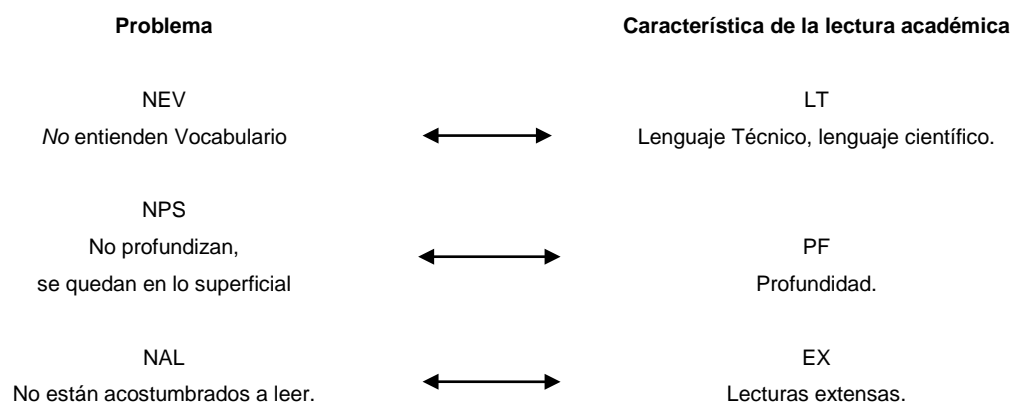 Problema
Característica de la lectura académica
NEV
LT
No entienden Vocabulario
Lenguaje Técnico, lenguaje científico.
NPS
No profundizan,
PF
se quedan en lo superficial
Profundidad.
NAL
EX
No están acostumbrados a leer.
Lecturas extensas.